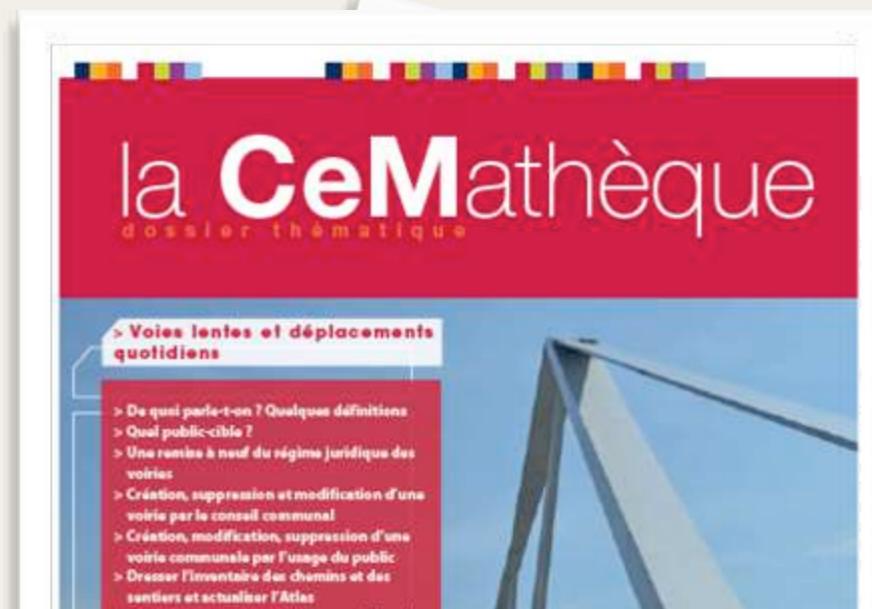 la CeMathèque
dossier thématique
> Voies lentes et déplacements
quotidiens
> De quoi parle-t-on ? Quelques définitions
> Quel public-cible ?
> Une remise à neuf du régime juridique des
voiries
> Création, suppression et modification d'une
voirie par le conseil communal
> Création, modification, suppression d'une
voirie communale par l'usage du public
> Dresser l'inventaire des chemins et des
sentiers et actualiser l'Atlas